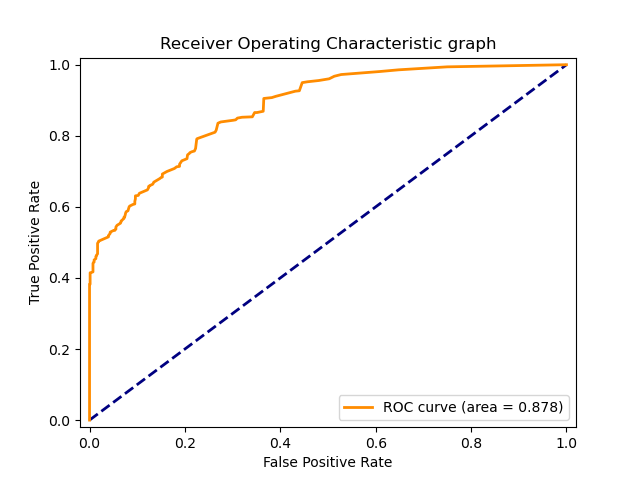 Receiver Operating Characteristic graph
True Positive Rate
1.0
0.8
0.6
0.4
0.2
0.0
ROC curve (area = 0.878)
0.0 0.2 0.4 0.6 0.8 1.0
False Positive Rate